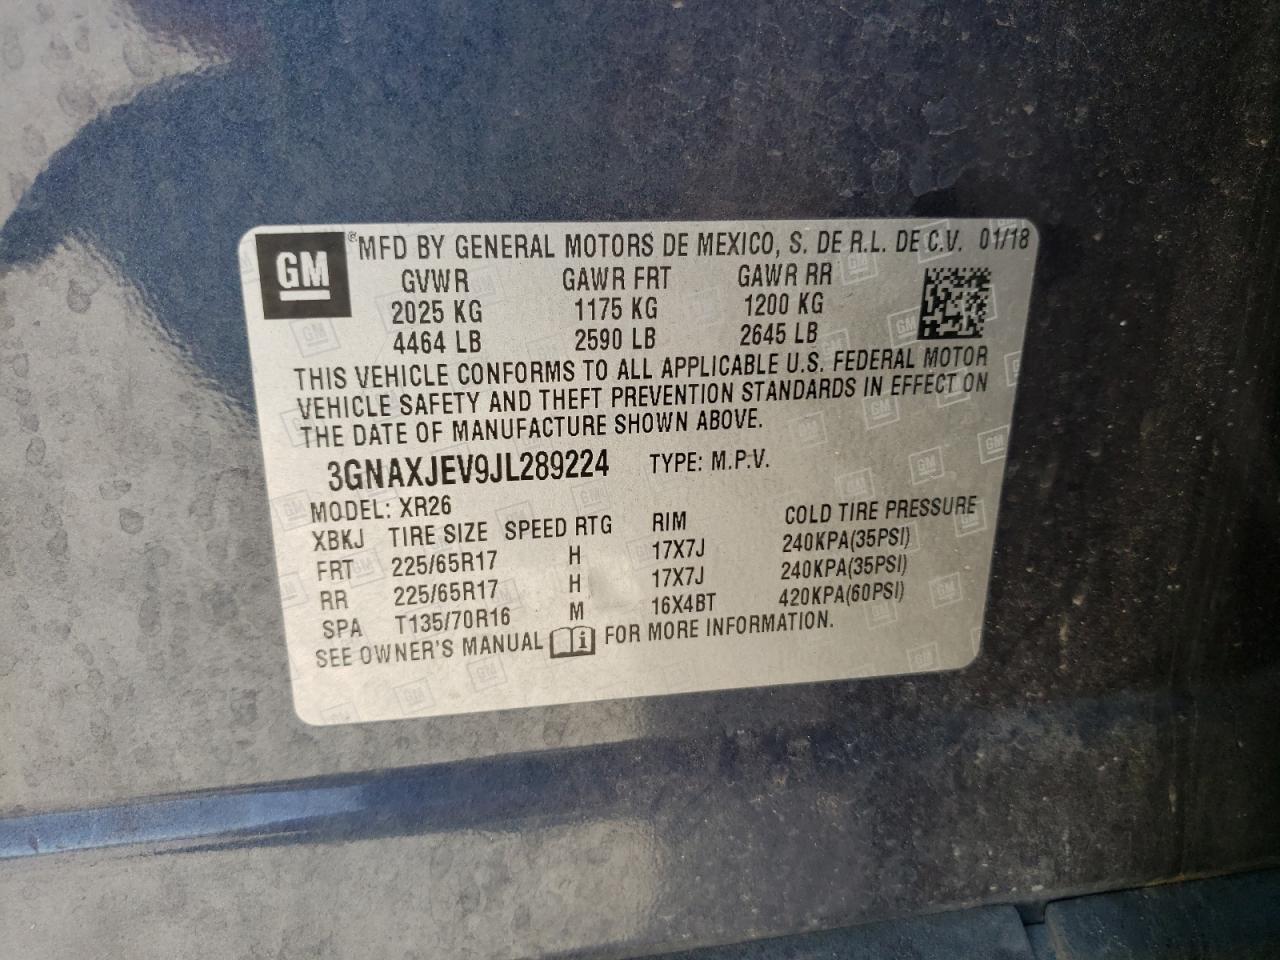 GM ®MFD BY GENERAL MOTORS DE MEXICO, S. DE R.L. DE C.V. 01/18
GVWR GAWR FRT GAWR RR
2025 KG 1175 KG 1200 KG
4464 LB 2590 LB 2645 LB
THIS VEHICLE CONFORMS TO ALL APPLICABLE U.S. FEDERAL MOTOR
VEHICLE SAFETY AND THEFT PREVENTION STANDARDS IN EFFECT ON
THE DATE OF MANUFACTURE SHOWN ABOVE.
3GNAXJEV9JL289224 TYPE: M.P.V.
MODEL: XR26
XBKJ TIRE SIZE SPEED RTG RIM COLD TIRE PRESSURE
FRT 225/65R17 H 17X7J 240KPA(35PSI)
RR 225/65R17 H 17X7J 240KPA(35PSI)
SPA T135/70R16 M 16X4BT 420KPA(60PSI)
SEE OWNER'S MANUAL i FOR MORE INFORMATION.